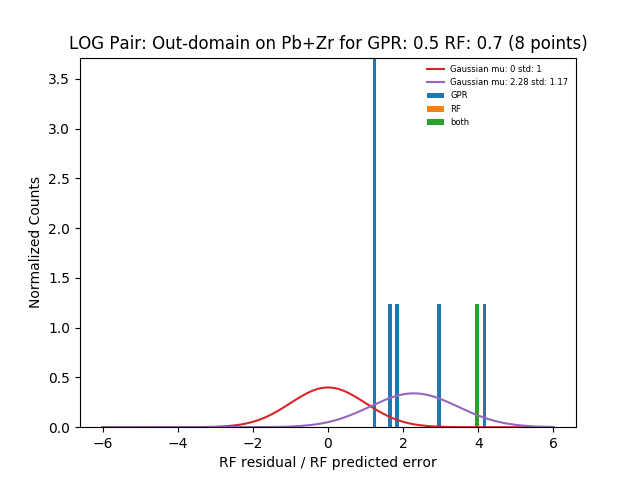 LOG Pair: Out-domain on Pb+Zr for GPR: 0.5 RF: 0.7 (8 points)
Gaussian mu: 0 std: 1
Gaussian mu: 2.28 std: 1.17
GPR
RF
both
Normalized Counts
3.5
3.0
2.5
2.0
1.5
1.0
0.5
0.0
−6 −4 −2 0 2 4 6
RF residual / RF predicted error